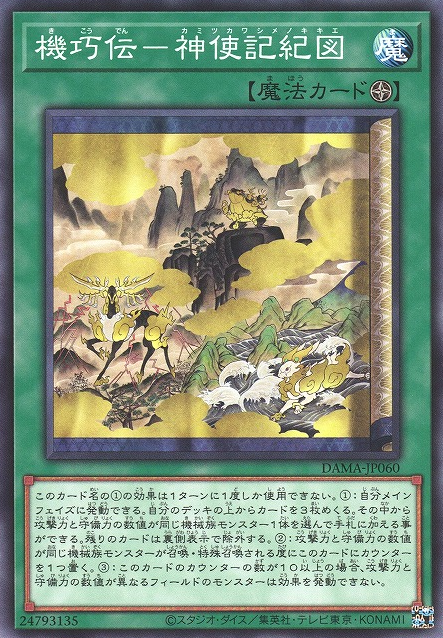 機巧伝－神使記紀図
魔
【魔法カード】
DAMA-JP060
このカード名の①の効果は１ターンに１度しか使用できない。①：自分メイン
フェイズに発動できる。自分のデッキの上からカードを３枚めくる。その中から
攻撃力と守備力の数値が同じ機械族モンスター１体を選んで手札に加える事
ができる。残りのカードは裏側表示で除外する。②：攻撃力と守備力の数値
が同じ機械族モンスターが召喚・特殊召喚される度にこのカードにカウンター
を１つ置く。③：このカードのカウンターの数が１０以上の場合、攻撃力と
守備力の数値が異なるフィールドのモンスターは効果を発動できない。
24793135
©スタジオ・ダイス／集英社・テレビ東京・KONAMI